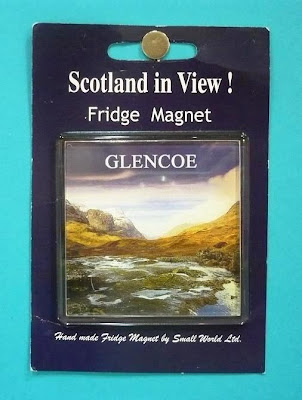 Scotland in View !
Fridge Magnet
GLENCOE
Hand made Fridge Magnet by Small World Ltd.